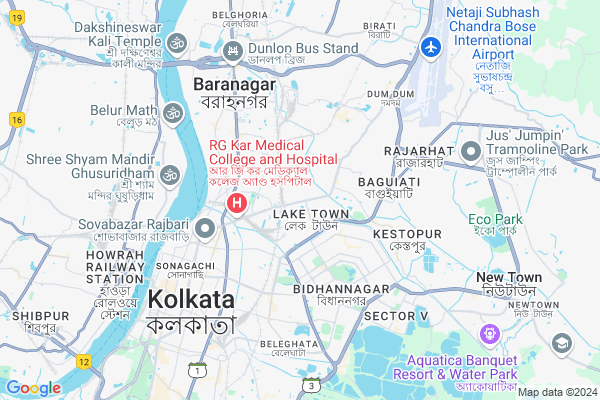 BELGHORIA
বেলঘরিয়া
19
Dakshineswar
Kali Temple
শ্রী দক্ষিণেশ্বর
কালী মন্দির
Dunlop Bus Stand
ডানলপ ব্রিজ
BIRATI
বিরাটি
Netaji Subhash
Chandra Bose
International
Airport
নেতাজি
সুভাষচন্দ্র
বসু...
Baranagar
বরাহনগর
DUM DUM
দমদম
16
Belur Math
বেলুড় মঠ
RG Kar Medical
College and Hospital
আর জি কর মেডিক্যাল
কলেজ অ্যাণ্ড হসপিটাল
H
RAJARHAT
রাজারহাট
Jus' Jumpin'
Trampoline Park
জুস জাম্পিং
ট্রাম্পোলীন পার্ক
Shree Shyam Mandir
Ghusuridham
শ্রী শ্যাম
মন্দির ঘুষুড়িধাম
BAGUIATI
বাগুইয়াটি
Sovabazar Rajbari
শোভাবাজার রাজবাড়ি
LAKE TOWN
লেক টাউন
Eco Park
ইকো পার্ক
KESTOPUR
কেস্তপুর
HOWRAH
RAILWAY
STATION
হাওড়া
রেলওয়ে
স্টেশন
SONAGACHI
সোনাগাছি
New Town
নিউটাউন
NEWTOWN
নিউ টাউন
BIDHANNAGAR
বিধাননগর
Kolkata
কলকাতা
SHIBPUR
শিবপুর
SECTOR V
BELEGHATA
বেলেঘাটা
Aquatica Banquet
Resort & Water Park
অ্যাকোয়াটিকা
12
1
3
Google
Map data ©2024